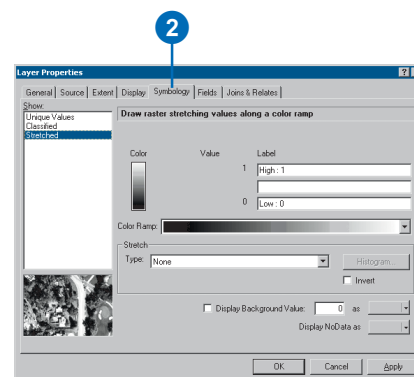 2
Layer Properties ?
General Source Extent Display Symbology Fields Joins & Relates
Show:
Unique Values
Classified
Stretched
Draw raster stretching values along a color ramp
Color Value Label
1 High : 1
0 Low : 0
Color Ramp:
Stretch
Type: None Histogram...
Invert
Display Background Value: 0 as
Display NoData as
OK Cancel Apply